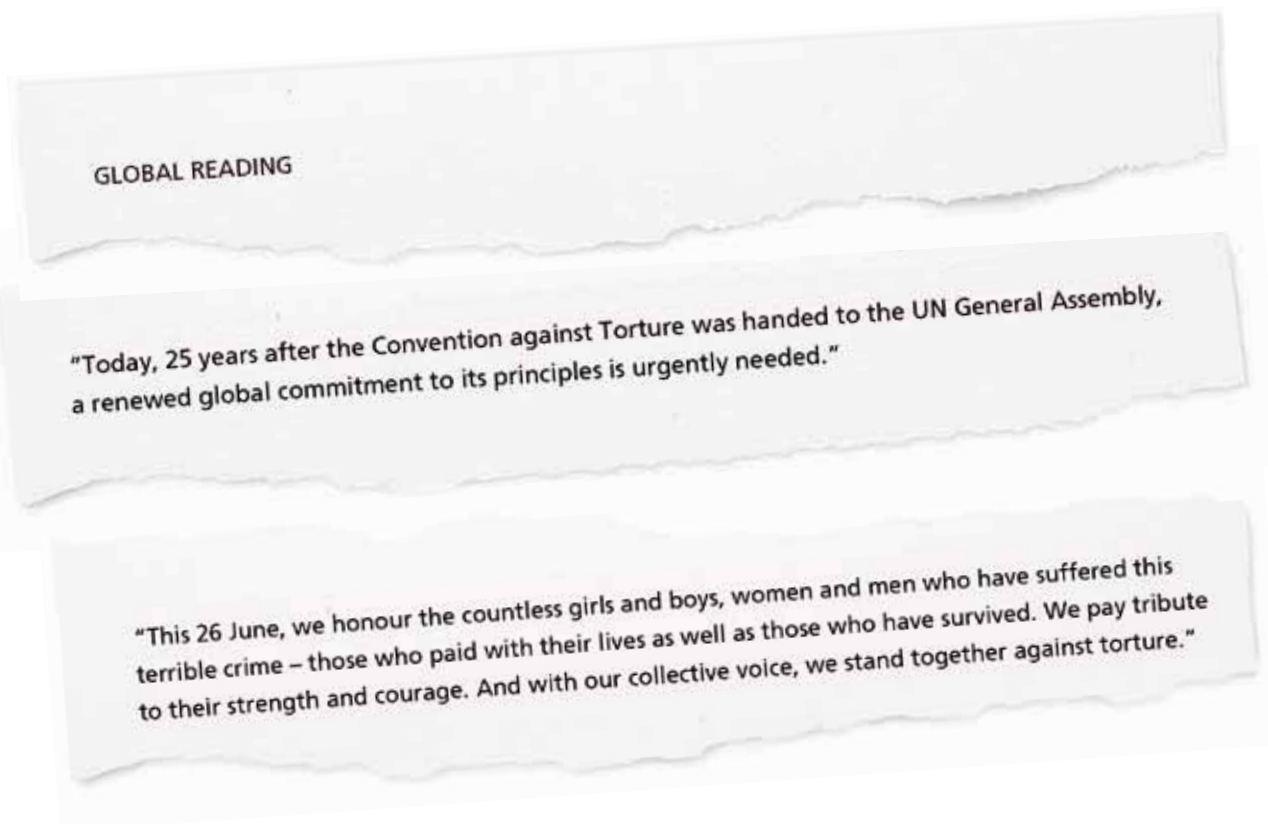 GLOBAL READING
“Today, 25 years after the Convention against Torture was handed to the UN General Assembly,
a renewed global commitment to its principles is urgently needed.”
“This 26 June, we honour the countless girls and boys, women and men who have suffered this
terrible crime – those who paid with their lives as well as those who have survived. We pay tribute
to their strength and courage. And with our collective voice, we stand together against torture.”